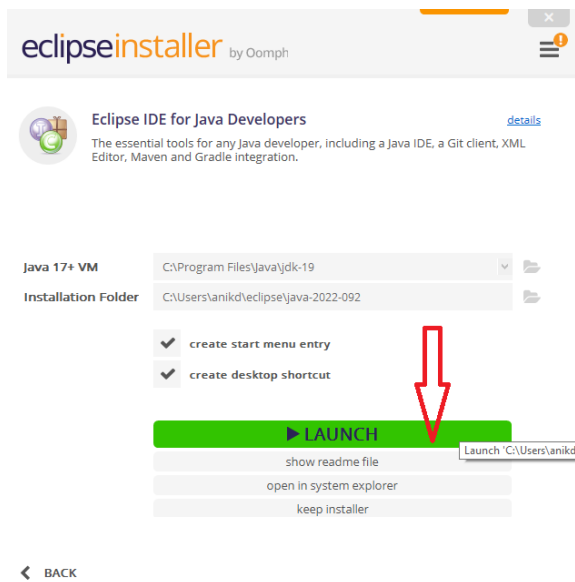 eclipseinstaller by Oomph
Eclipse IDE for Java Developers details
The essential tools for any Java developer, including a Java IDE, a Git client, XML
Editor, Maven and Gradle integration.
Java 17+ VM C:\Program Files\Java\jdk-19
Installation Folder C:\Users\anikd\eclipse\java-2022-092
create start menu entry
create desktop shortcut
LAUNCH
Launch 'C:\Users\anikd
show readme file
open in system explorer
keep installer
BACK